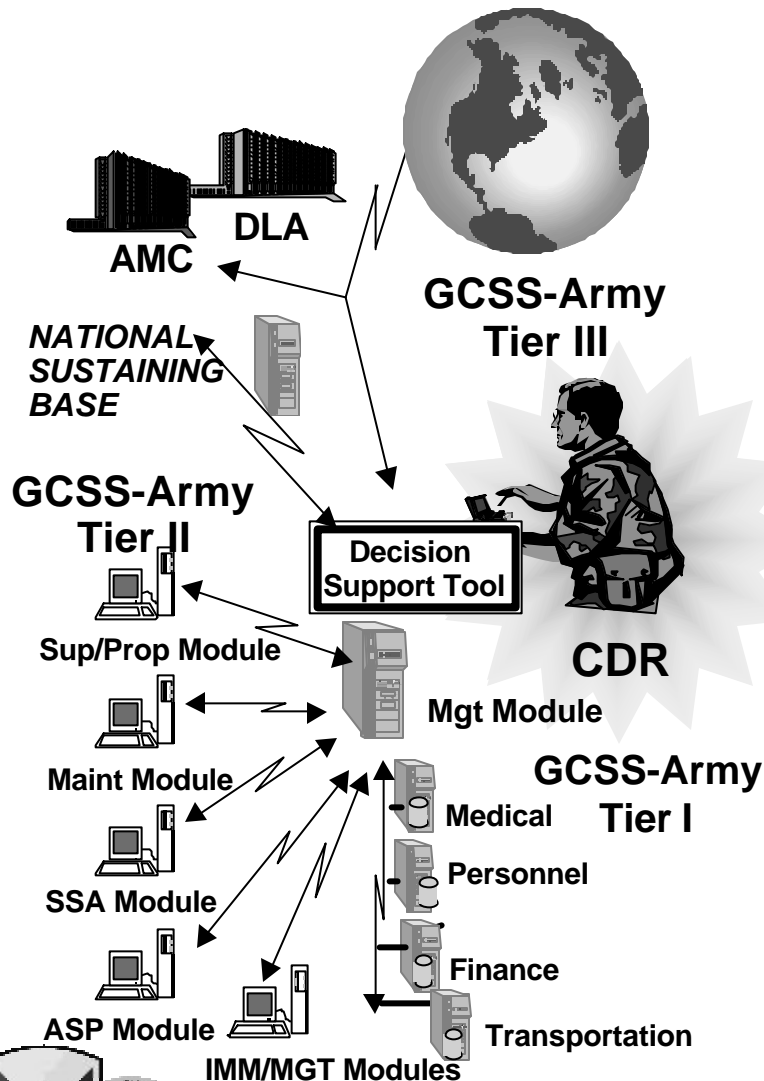 DLA
AMC
GCSS-Army
Tier III
NATIONAL
SUSTAINING
BASE
GCSS-Army
Tier II
Decision
Support Tool
CDR
Sup/Prop Module
Mgt Module
Maint Module
GCSS-Army
Tier I
Medical
Personnel
SSA Module
Finance
ASP Module
Transportation
IMM/MGT Modules